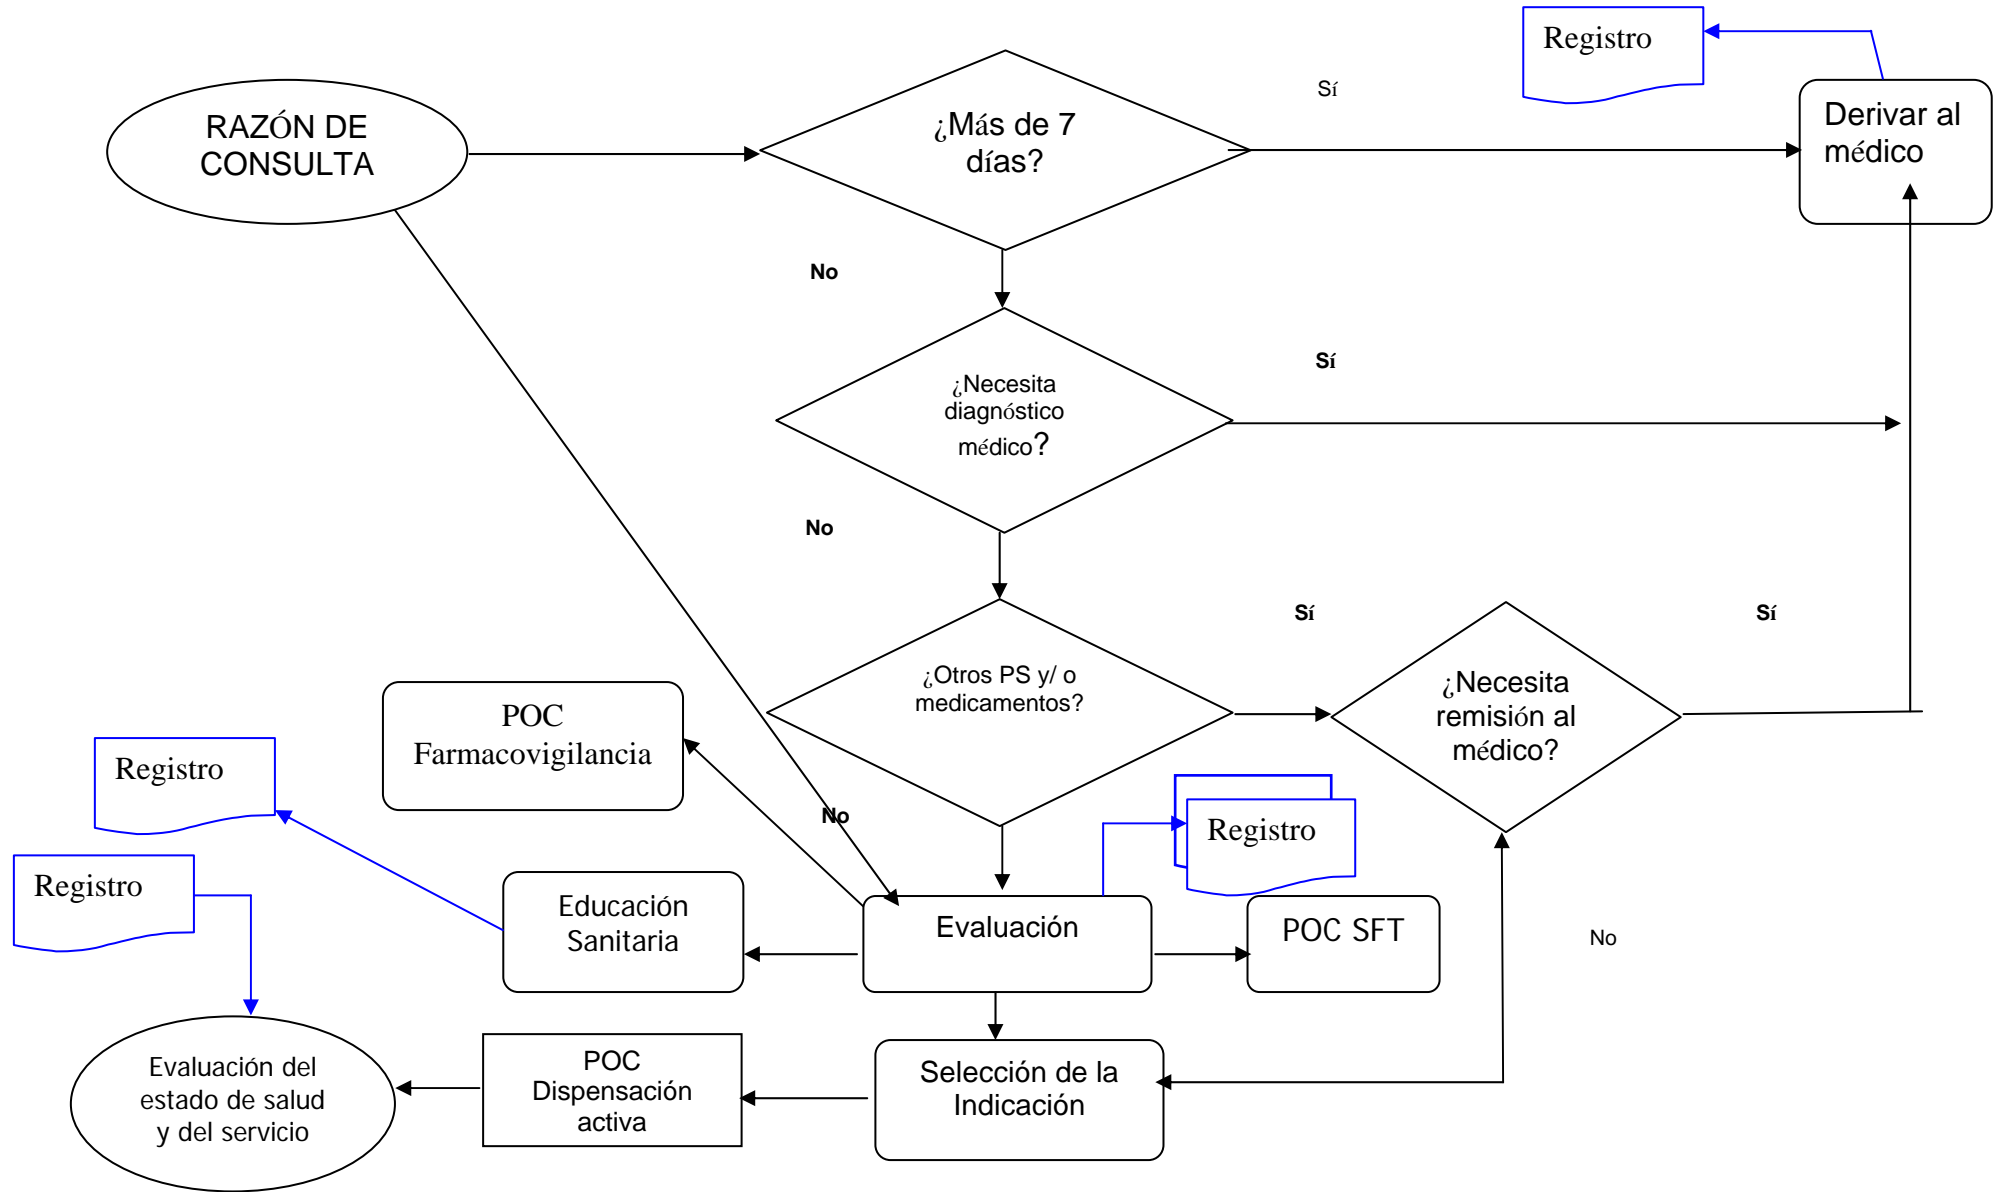 Registro
RAZÓN DE
CONSULTA
¿Más de 7
días?
Sí
Derivar al
médico
No
¿Necesita
diagnóstico
médico?
Sí
No
¿Otros PS y/ o
medicamentos?
Sí
¿Necesita
remisión al
médico?
Sí
POC
Farmacovigilancia
Registro
No
Registro
Registro
Educación
Sanitaria
Evaluación
POC SFT
No
Evaluación del
estado de salud
y del servicio
POC
Dispensación
activa
Selección de la
Indicación